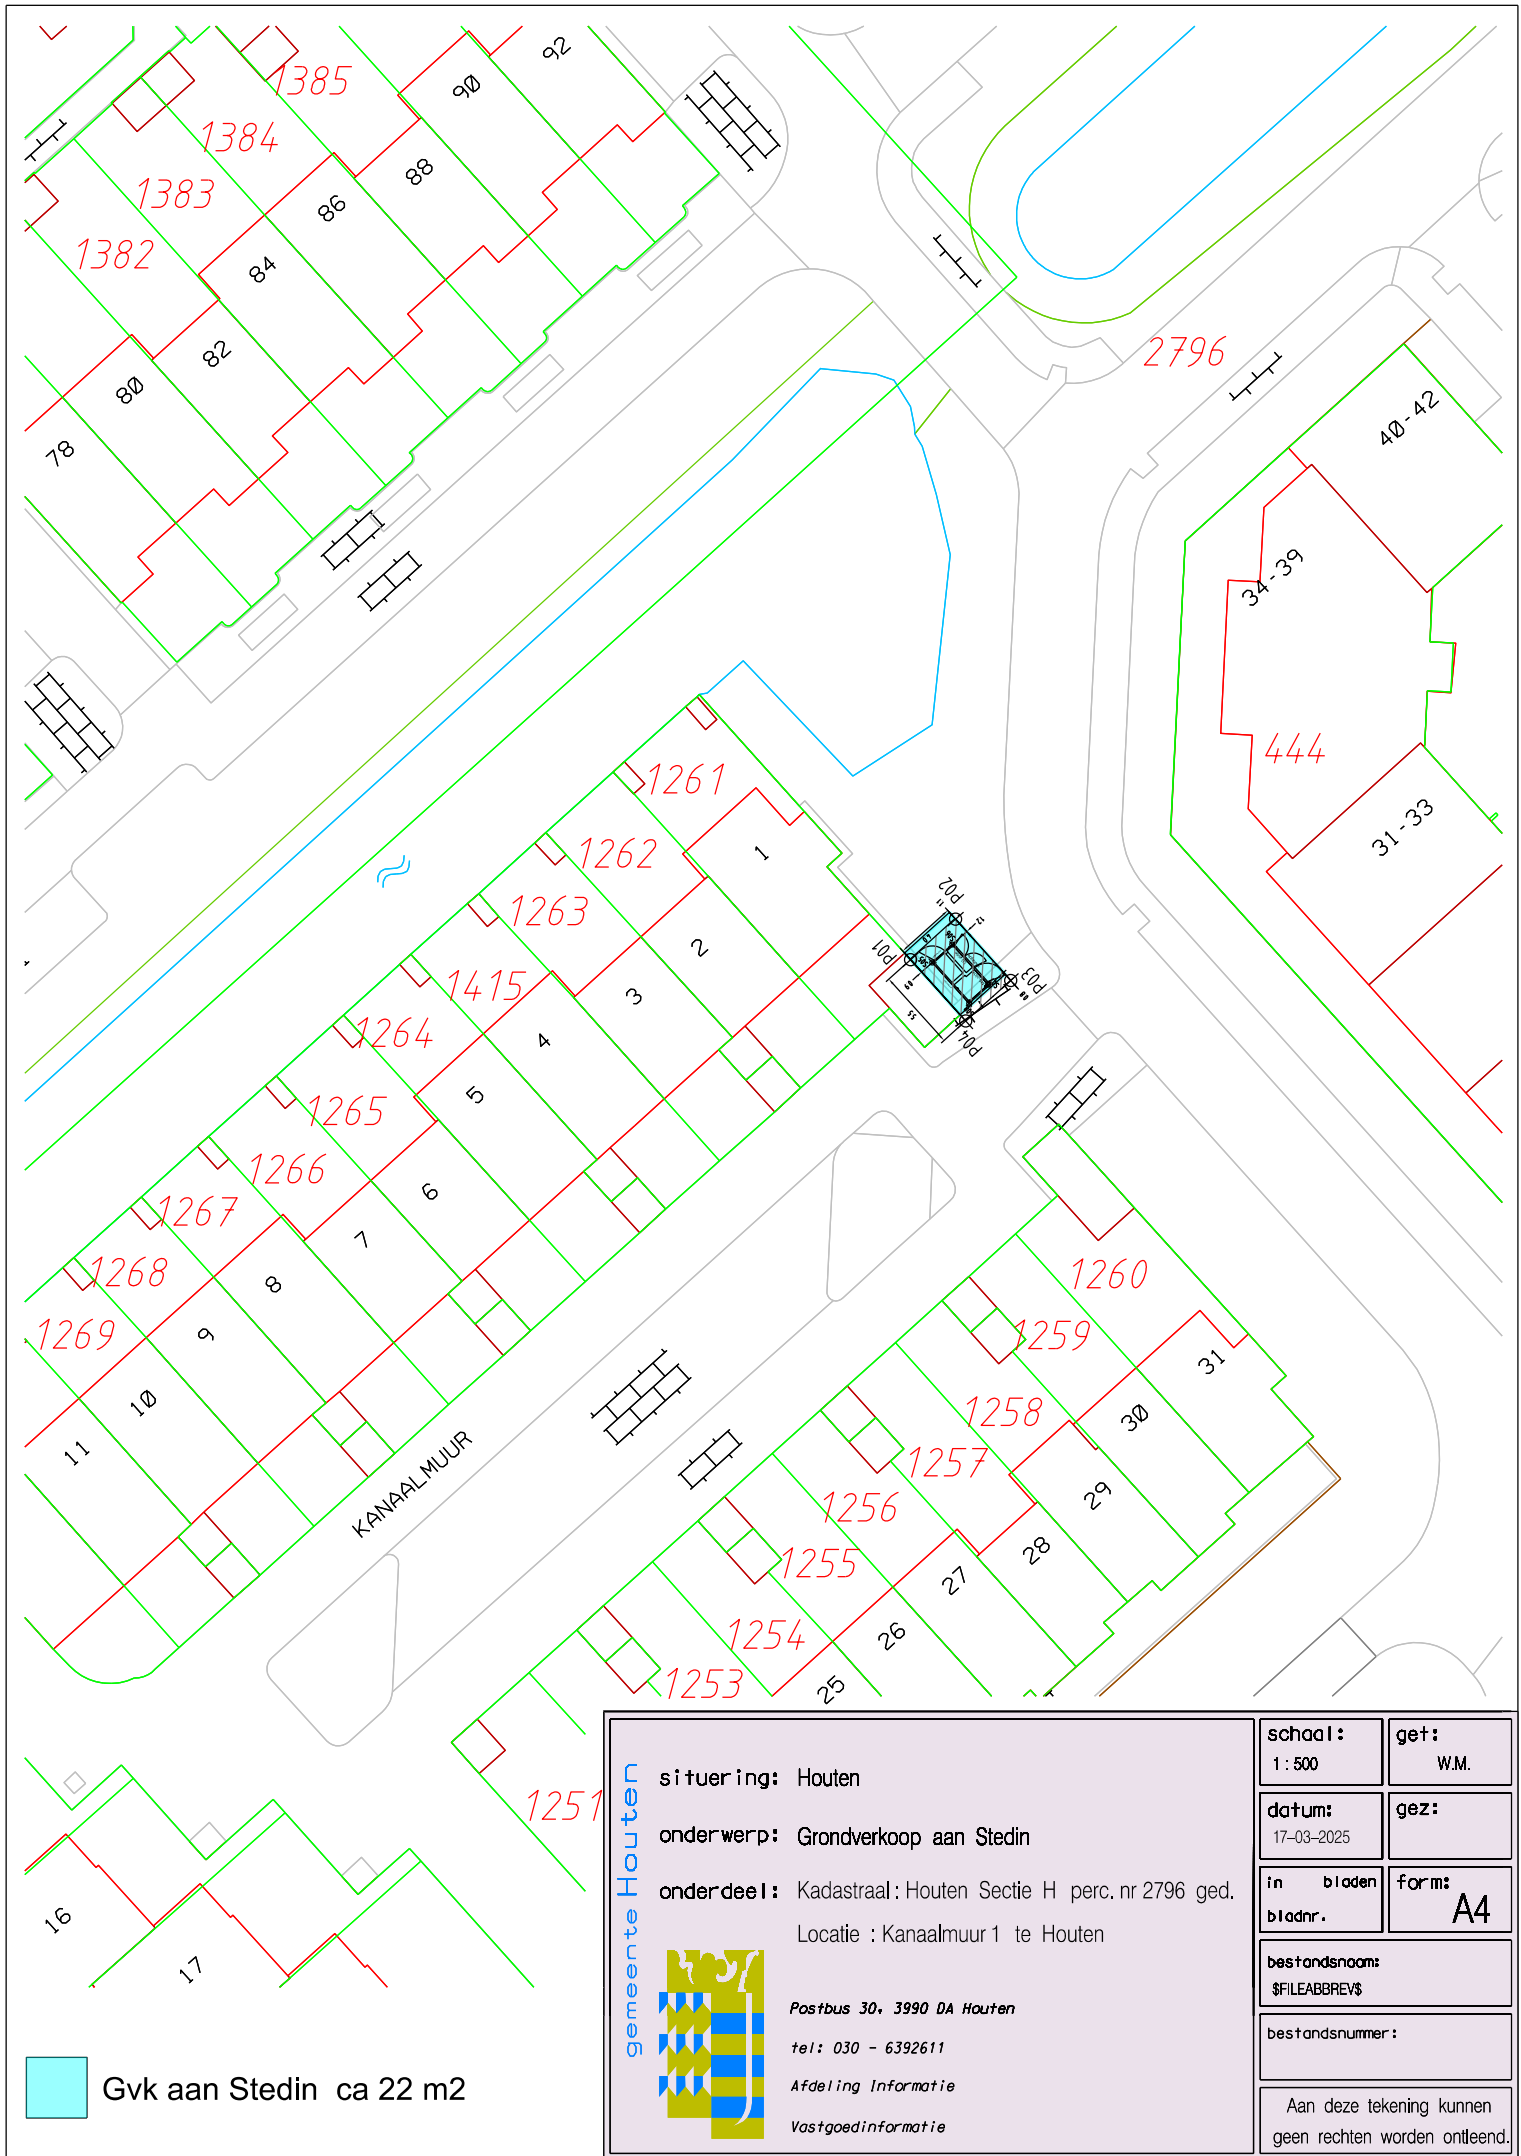 92
1385
90
1384
88
1383
86
1382
84
82
2796
80
40-42
78
34-39
444
1261
31-33
1262
1
P02
1263
2
P01
1415
3
P03
1264
4
P04
55
1265
5
1266
6
1267
7
1260
1268
8
1259
1269
9
31
10
1258
30
11
1257
KANAALMUUR
29
1256
28
1255
27
1254
26
1253
25
1251
16
17
Gvk aan Stedin ca 22 m2
gemeente Houten
situering: Houten
onderwerp: Grondverkoop aan Stedin
onderdeel: Kadastraal : Houten Sectie H perc. nr 2796 ged.
Locatie : Kanaalmuur 1 te Houten
Postbus 30, 3990 DA Houten
tel: 030 - 6392611
Afdeling Informatie
Vastgoedinformatie
schaal:
1 : 500
get:
W.M.
datum:
17-03-2025
gez:
in bladen
bladnr.
form:
A4
bestandsnaam:
$FILEABBREV$
bestandsnummer:
Aan deze tekening kunnen
geen rechten worden ontleend.